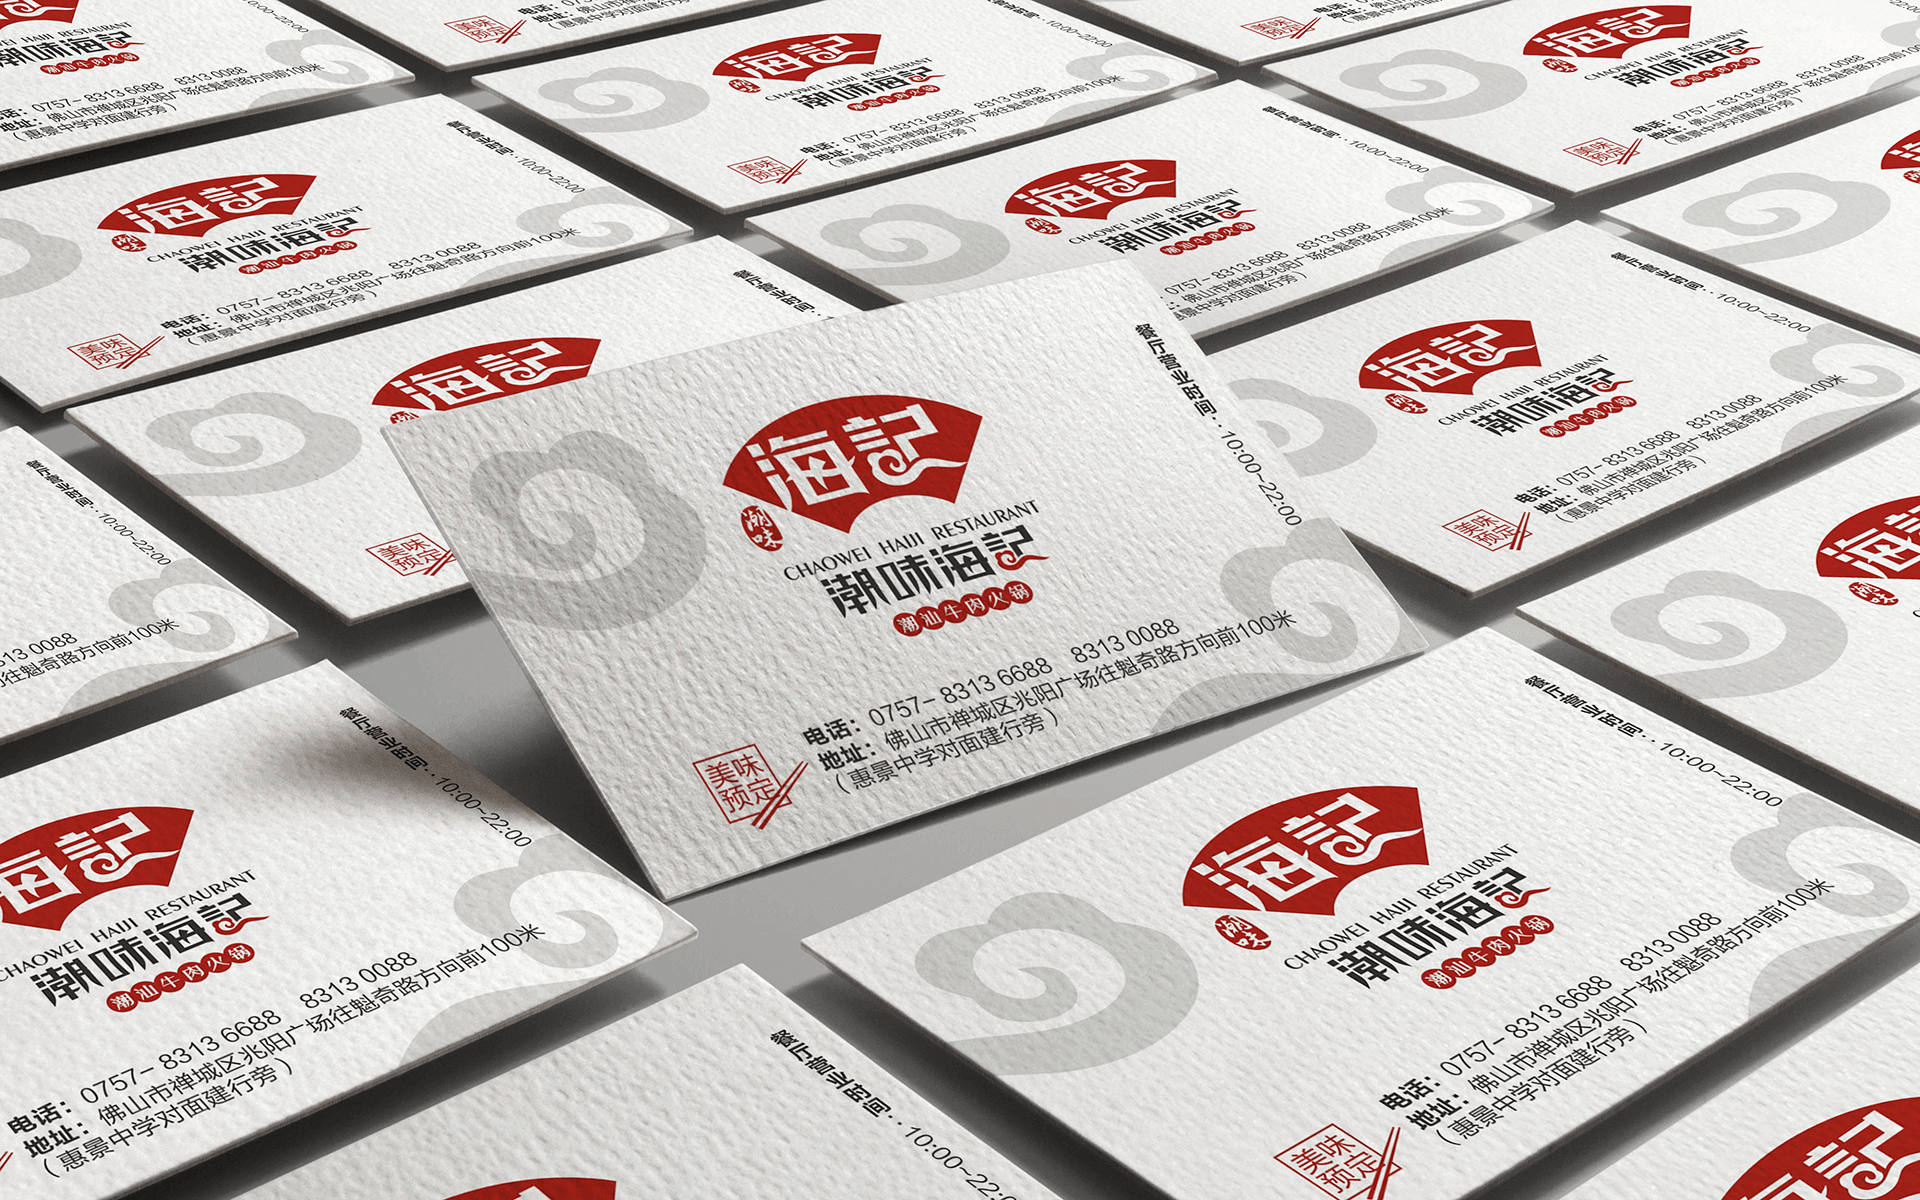 海記
潮味
CHAOWEI HAIJI RESTAURANT
潮味海記
潮汕牛肉火锅
餐厅营业时间：10:00~22:00
电话：0757- 8313 6688 8313 0088
地址：佛山市禅城区兆阳广场往魁奇路方向前100米
（惠景中学对面建行旁）
美味
预定